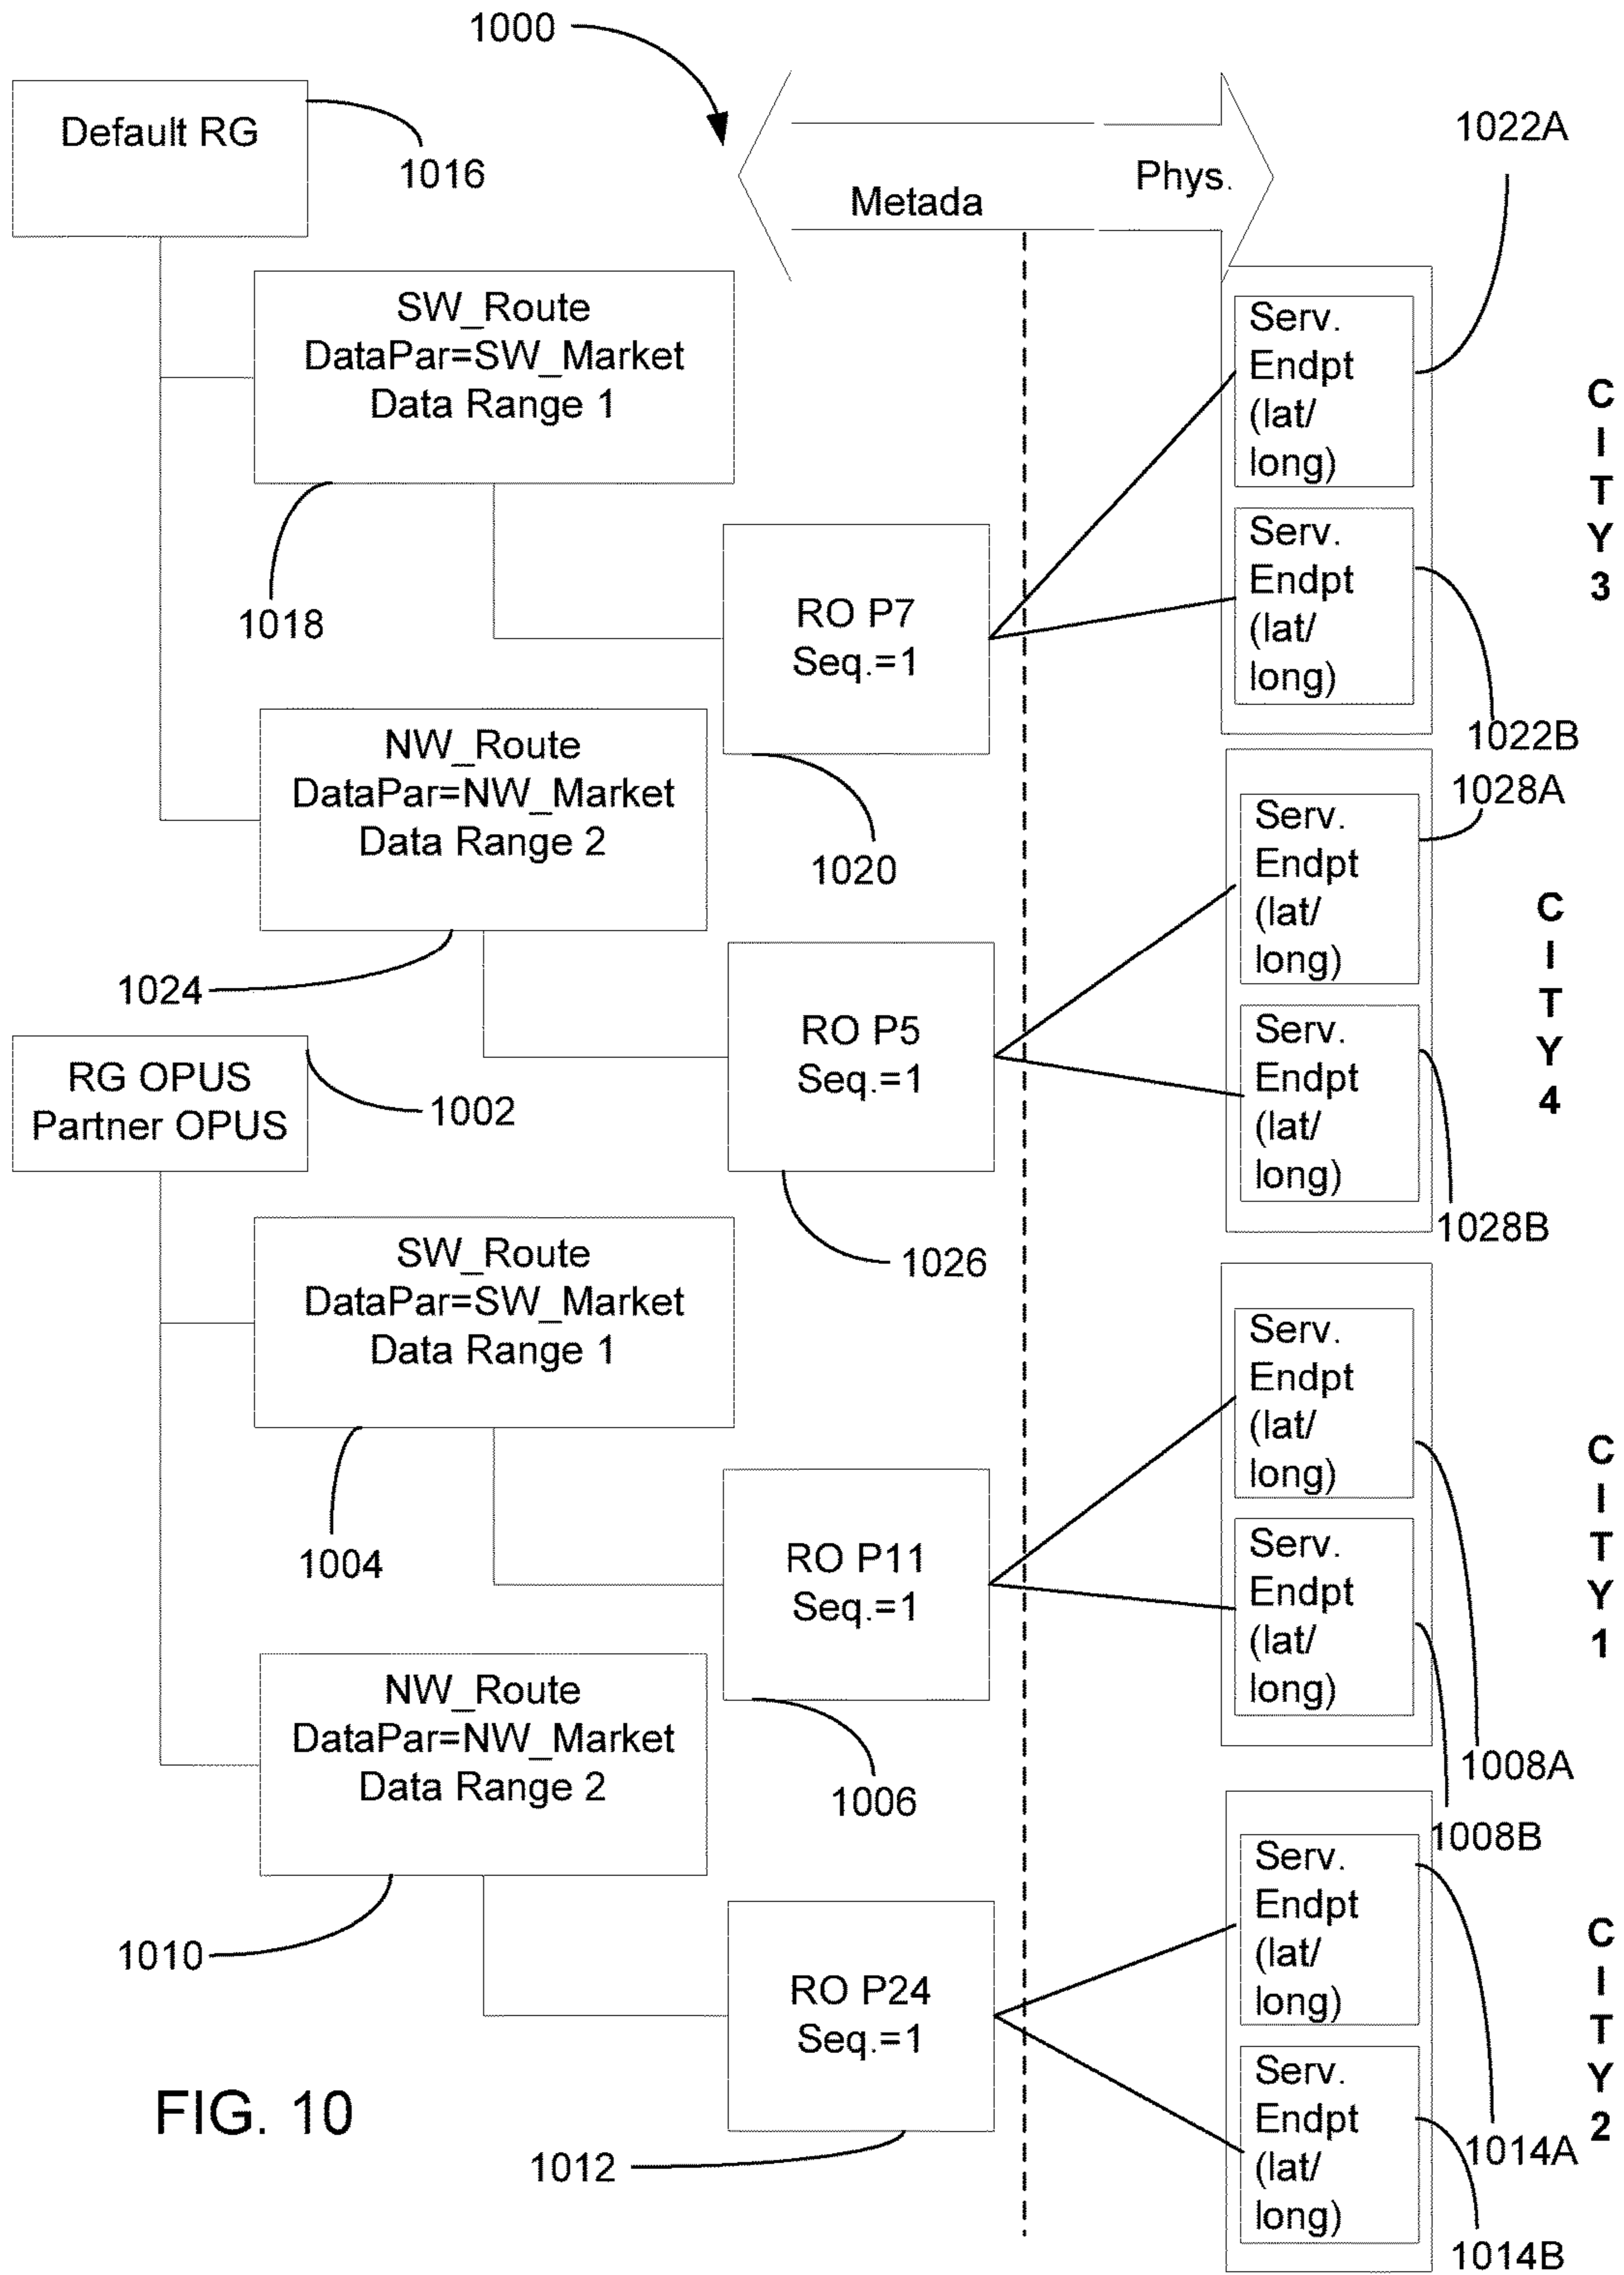 1000
Default RG
1016
Metada
Phys.
1022A
SW_Route
DataPar=SW_Market
Data Range 1
1018
RO P7
Seq.=1
1020
Serv.
Endpt
(lat/
long)
Serv.
Endpt
(lat/
long)
1022B
CITY3
NW_Route
DataPar=NW_Market
Data Range 2
1024
RO P5
Seq.=1
1026
1028A
Serv.
Endpt
(lat/
long)
Serv.
Endpt
(lat/
long)
1028B
CITY4
RG OPUS
Partner OPUS
1002
SW_Route
DataPar=SW_Market
Data Range 1
1004
RO P11
Seq.=1
1006
Serv.
Endpt
(lat/
long)
Serv.
Endpt
(lat/
long)
1008A
1008B
CITY1
NW_Route
DataPar=NW_Market
Data Range 2
1010
RO P24
Seq.=1
1012
Serv.
Endpt
(lat/
long)
Serv.
Endpt
(lat/
long)
1014A
1014B
CITY2
FIG. 10